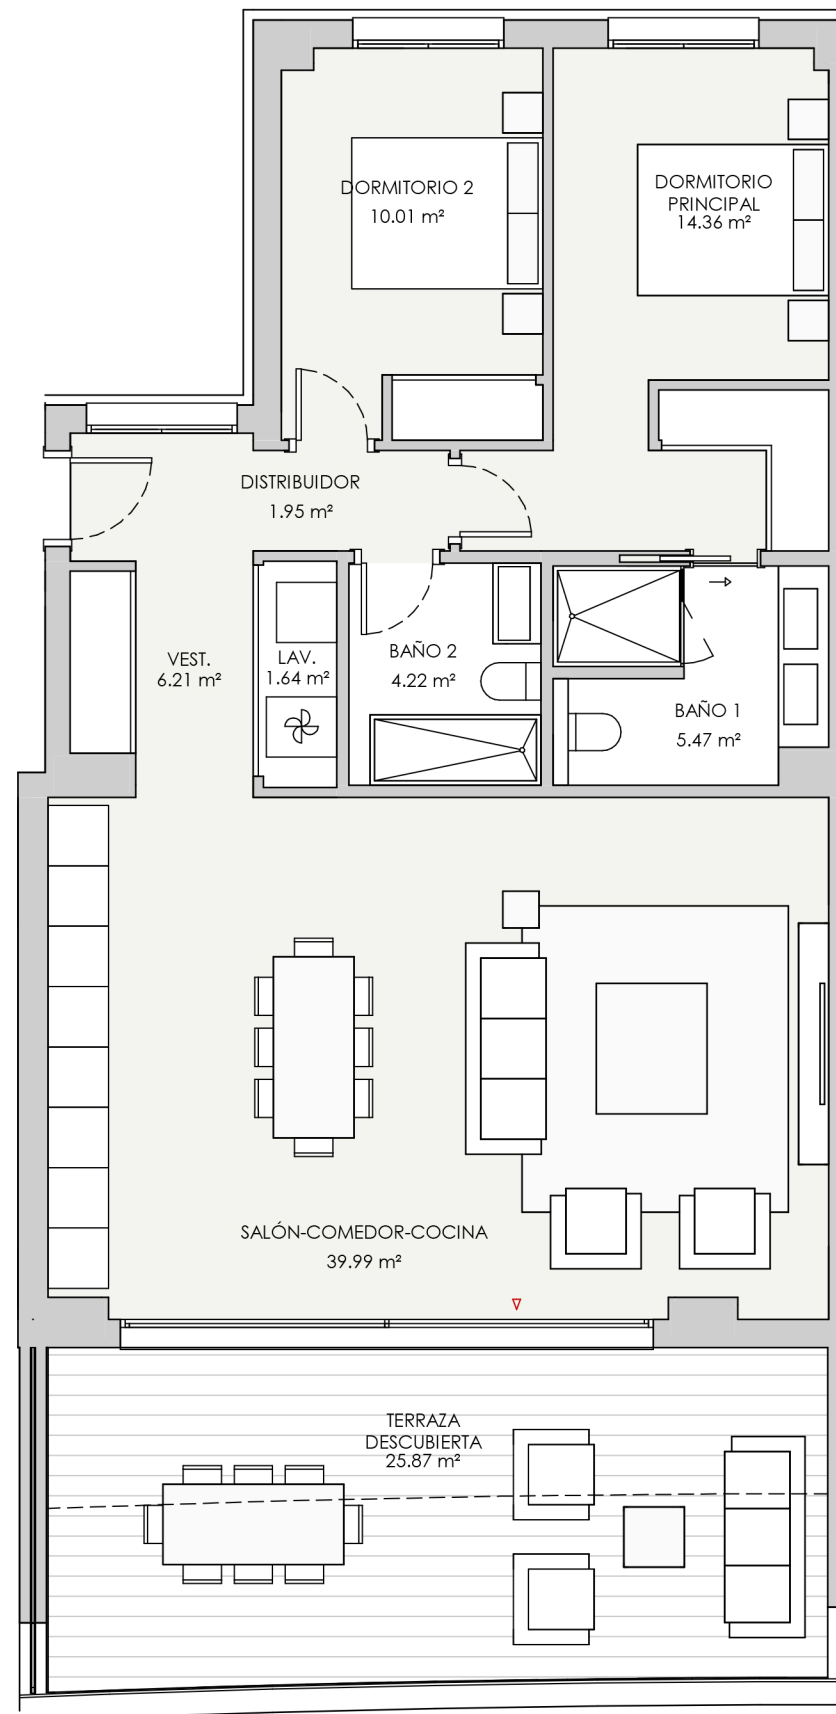 DORMITORIO 2
10.01 m²
DORMITORIO
PRINCIPAL
14.36 m²
DISTRIBUIDOR
1.95 m²
VEST.
6.21 m²
LAV.
1.64 m²
BAÑO 2
4.22 m²
BAÑO 1
5.47 m²
SALÓN-COMEDOR-COCINA
39.99 m²
TERRAZA
DESCUBIERTA
25.87 m²